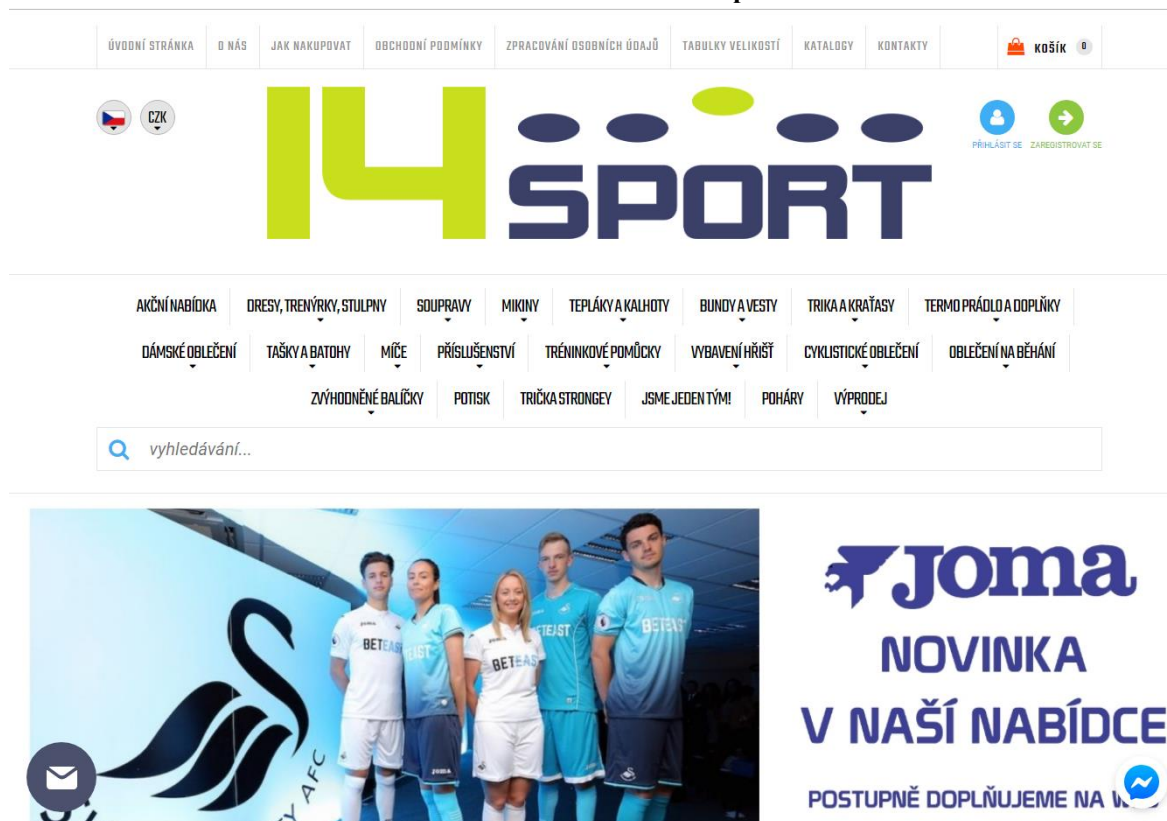 ÚVODNÍ STRÁNKA O NÁS JAK NAKUPOVAT OBCHODNÍ PODMÍNKY ZPRACOVÁNÍ OSOBNÍCH ÚDAJŮ TABULKY VELIKOSTÍ KATALOGY KONTAKTY KOŠÍK 0
CZK
14 SPORT
PŘIHLÁSIT SE ZAREGISTROVAT SE
AKČNÍ NABÍDKA DRESY, TRENÝRKY, STULPNY SOUPRAVY MIKINY TEPLÁKY A KALHOTY BUNDY A VESTY TRIKA A KRAŤASY TERMO PRÁDLO A DOPLŇKY
DÁMSKÉ OBLEČENÍ TAŠKY A BATOHY MÍČE PŘÍSLUŠENSTVÍ TRÉNINKOVÉ POMŮCKY VYBAVENÍ HŘIŠŤ CYKLISTICKÉ OBLEČENÍ OBLEČENÍ NA BĚHÁNÍ
ZVÝHODNĚNÉ BALÍČKY POTISK TRIČKA STRONGEY JSME JEDEN TÝM! POHÁRY VÝPRODEJ
vyhledávání...
Joma
NOVINKA
V NAŠÍ NABÍDCE
POSTUPNĚ DOPLŇUJEME NA
BETEAST
BETEAST
AFC